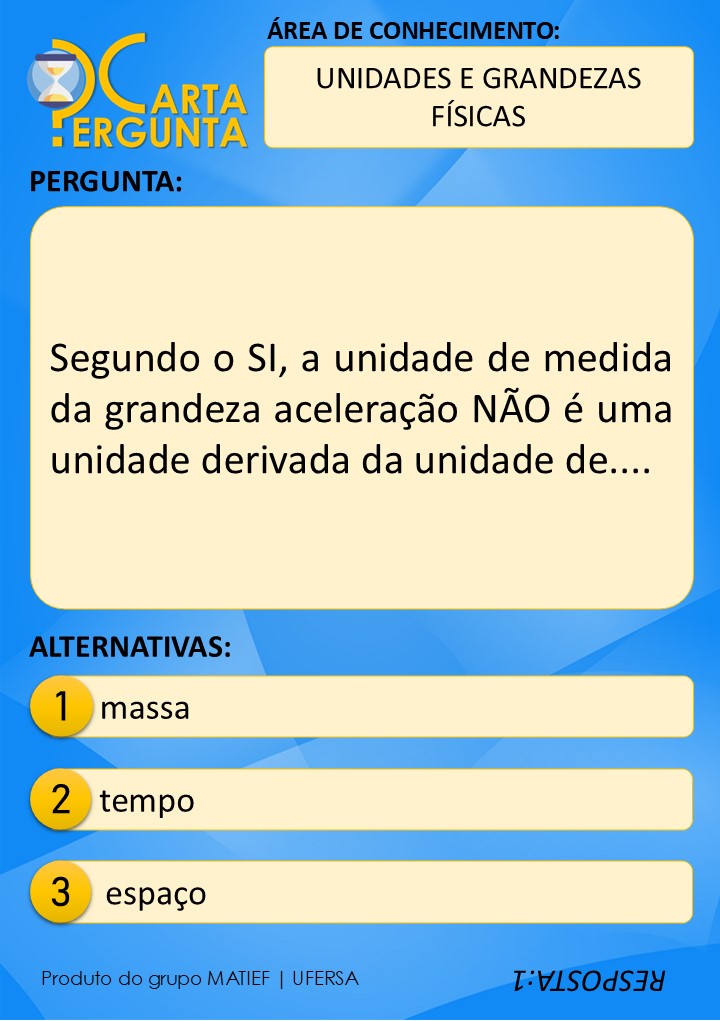 CARTA
PERGUNTA
ÁREA DE CONHECIMENTO:
UNIDADES E GRANDEZAS
FÍSICAS
PERGUNTA:
Segundo o SI, a unidade de medida
da grandeza aceleração NÃO é uma
unidade derivada da unidade de....
ALTERNATIVAS:
1 massa
2 tempo
3 espaço
Produto do grupo MATIEF | UFERSA
RESPOSTA:1